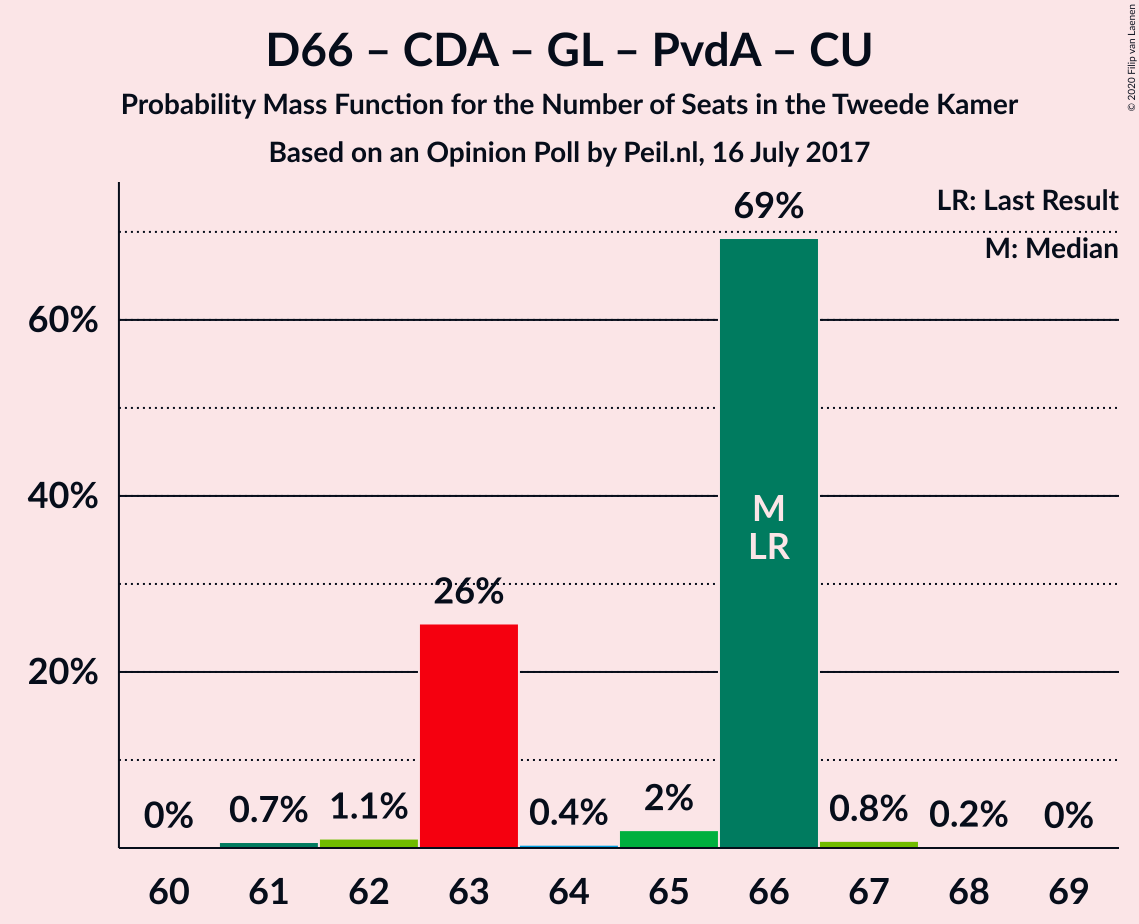 D66 – CDA – GL – PvdA – CU
Probability Mass Function for the Number of Seats in the Tweede Kamer
Based on an Opinion Poll by Peil.nl, 16 July 2017
© 2020 Filip van Laenen
LR: Last Result
M: Median
60%
40%
20%
0%
0.7%
1.1%
26%
0.4%
2%
69%
M
LR
0.8%
0.2%
0%
60 61 62 63 64 65 66 67 68 69